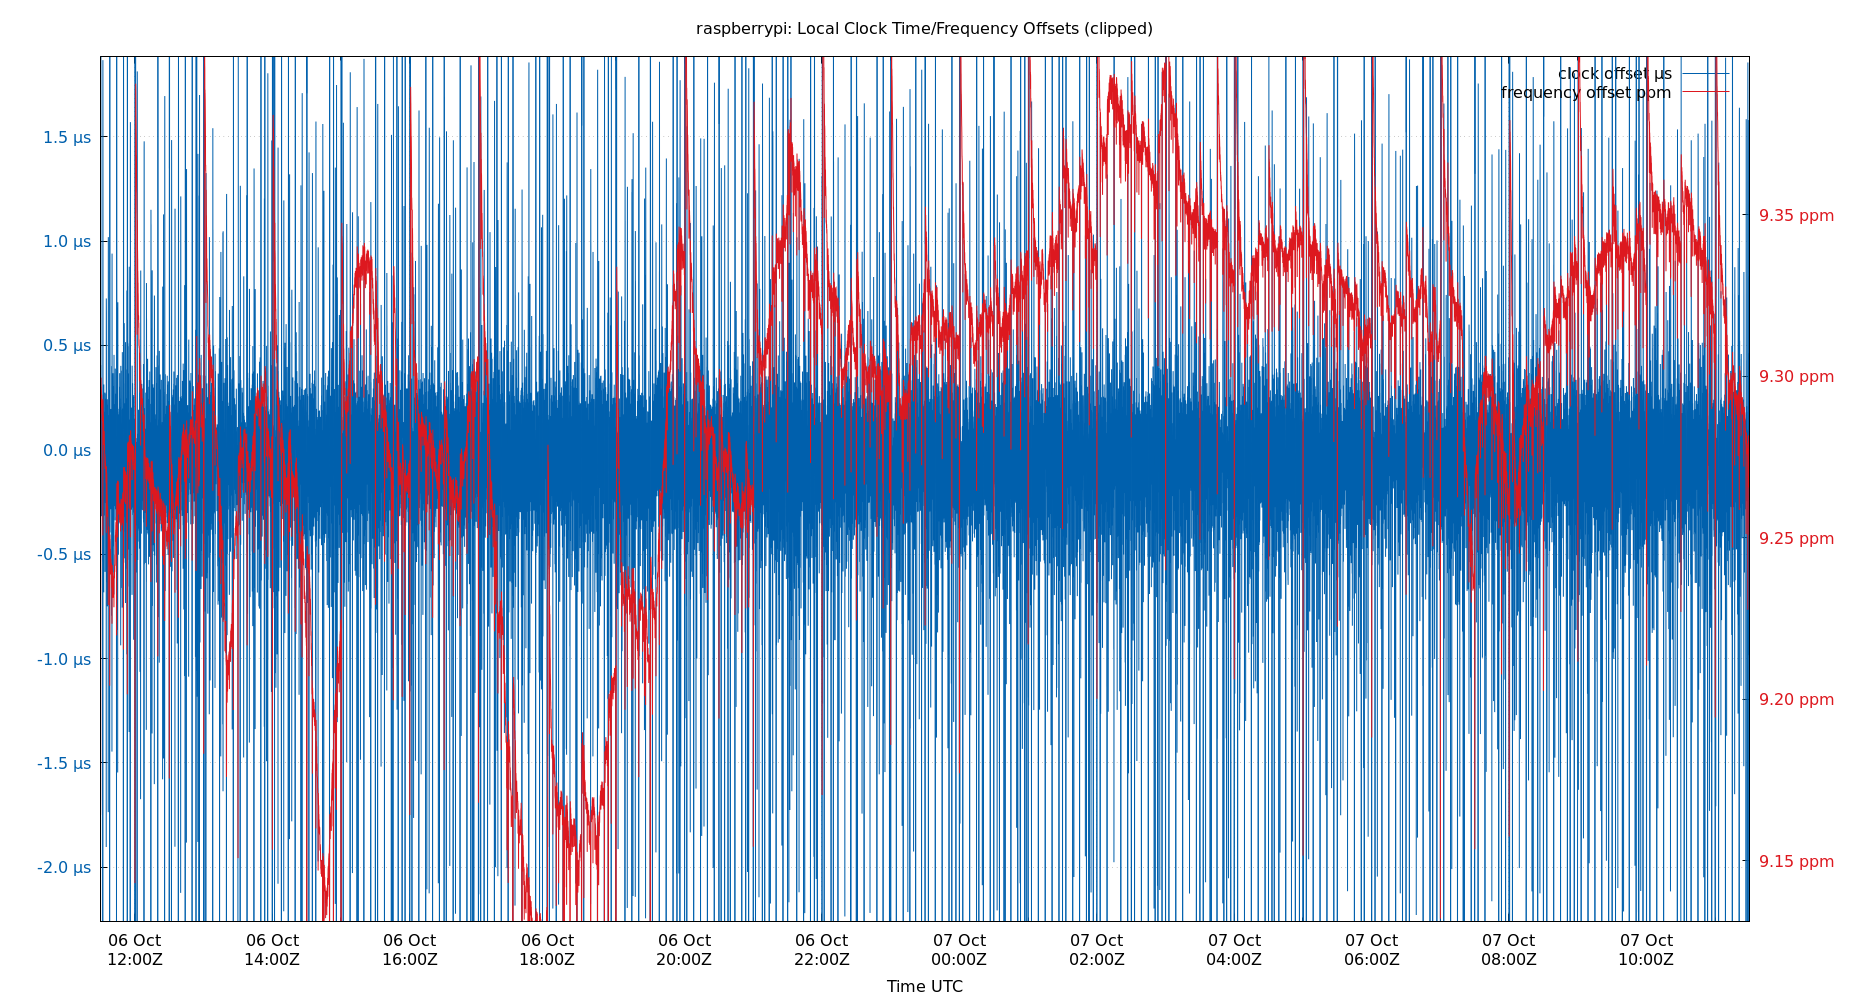 raspberrypi: Local Clock Time/Frequency Offsets (clipped)
clock offset µs
frequency offset ppm
1.5 µs
1.0 µs
0.5 µs
0.0 µs
-0.5 µs
-1.0 µs
-1.5 µs
-2.0 µs
9.35 ppm
9.30 ppm
9.25 ppm
9.20 ppm
9.15 ppm
06 Oct 06 Oct 06 Oct 06 Oct 06 Oct 06 Oct 07 Oct 07 Oct 07 Oct 07 Oct 07 Oct 07 Oct
12:00Z 14:00Z 16:00Z 18:00Z 20:00Z 22:00Z 00:00Z 02:00Z 04:00Z 06:00Z 08:00Z 10:00Z
Time UTC